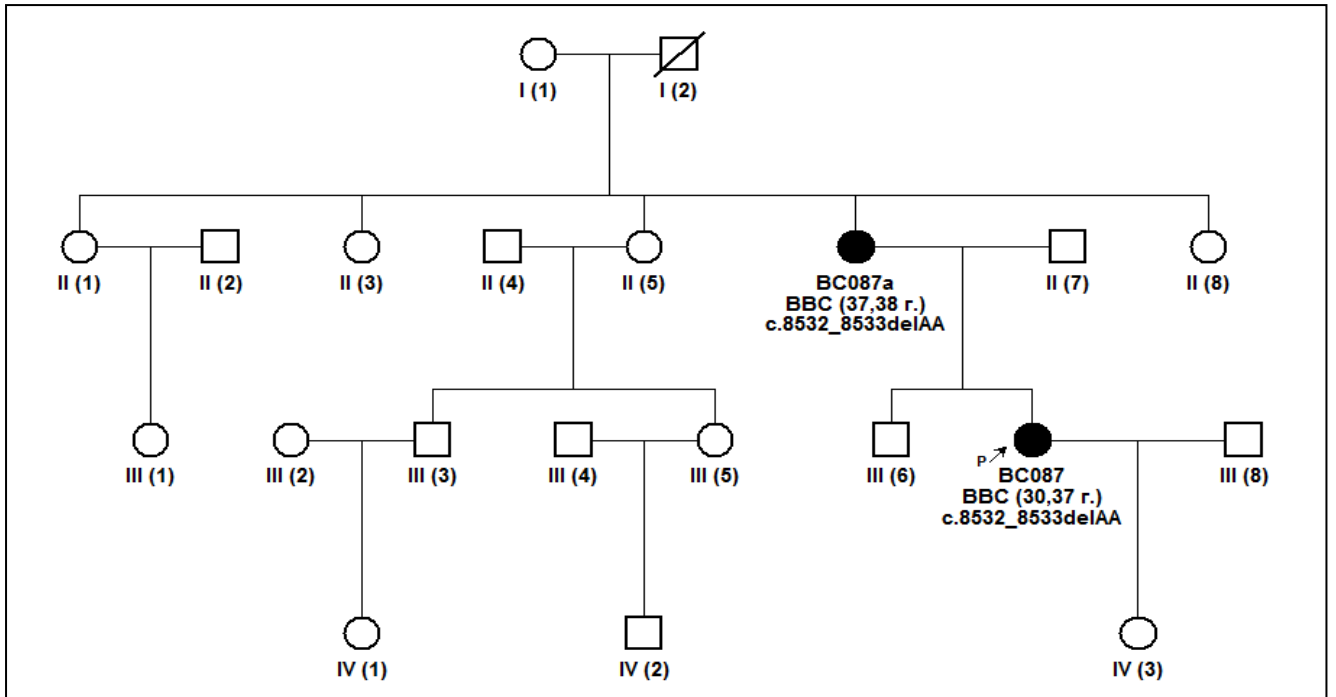 I (1)
I (2)
II (1)
II (2)
II (3)
II (4)
II (5)
BC087a
BBC (37,38 г.)
c.8532_8533delAA
II (7)
II (8)
III (1)
III (2)
III (3)
III (4)
III (5)
III (6)
P
BC087
BBC (30,37 г.)
c.8532_8533delAA
III (8)
IV (1)
IV (2)
IV (3)